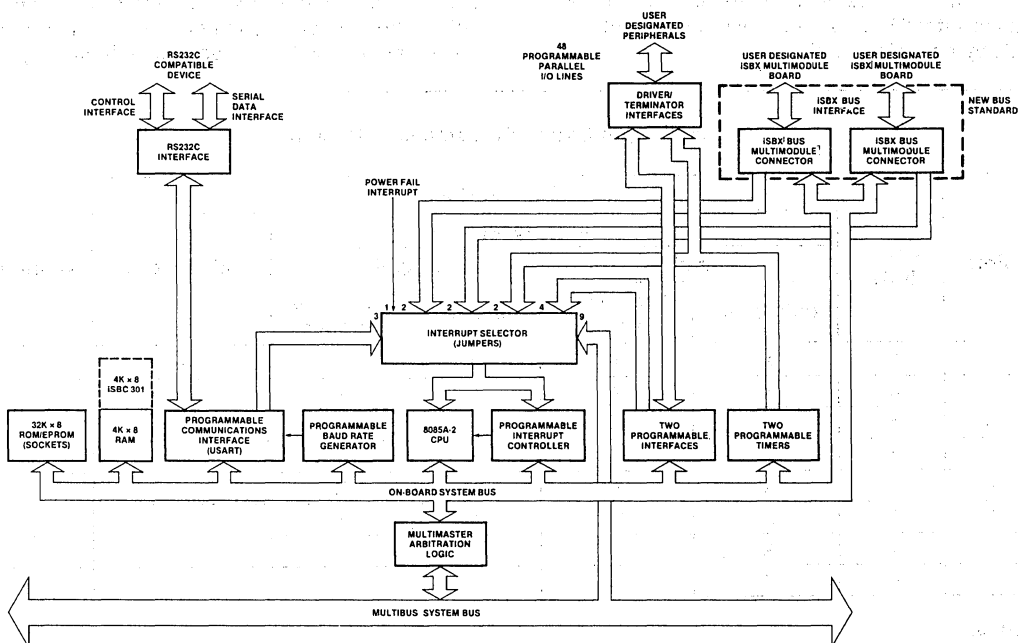 USER
DESIGNATED
PERIPHERALS
48
PROGRAMMABLE
PARALLEL
I/O LINES
RS232C
COMPATIBLE
DEVICE
CONTROL
INTERFACE
SERIAL
DATA
INTERFACE
RS232C
INTERFACE
DRIVER/
TERMINATOR
INTERFACES
USER DESIGNATED
ISBX MULTIMODULE
BOARD
USER DESIGNATED
ISBX MULTIMODULE
BOARD
ISBX BUS
INTERFACE
NEW BUS
STANDARD
iSBX BUS
MULTIMODULE
CONNECTOR
ISBX BUS
MULTIMODULE
CONNECTOR
POWER FAIL
INTERRUPT
3 1 2 2 2 4 9
INTERRUPT SELECTOR
(JUMPERS)
4K × 8
iSBC 301
32K × 8
ROM/EPROM
(SOCKETS)
4K × 8
RAM
PROGRAMMABLE
COMMUNICATIONS
INTERFACE
(USART)
PROGRAMMABLE
BAUD RATE
GENERATOR
8085A-2
CPU
PROGRAMMABLE
INTERRUPT
CONTROLLER
TWO
PROGRAMMABLE
INTERFACES
TWO
PROGRAMMABLE
TIMERS
ON-BOARD SYSTEM BUS
MULTIMASTER
ARBITRATION
LOGIC
MULTIBUS SYSTEM BUS